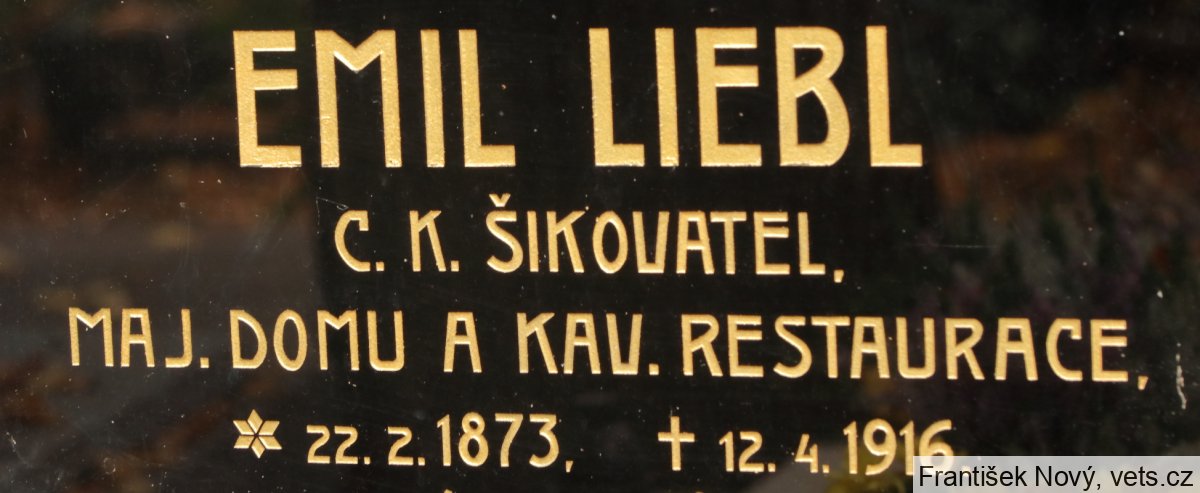 EMIL LIEBL
C. K. ŠIKOVATEL,
MAJ. DOMU A KAV. RESTAURACE,
* 22. 2. 1873, † 12. 4. 1916.
František Nový, vets.cz